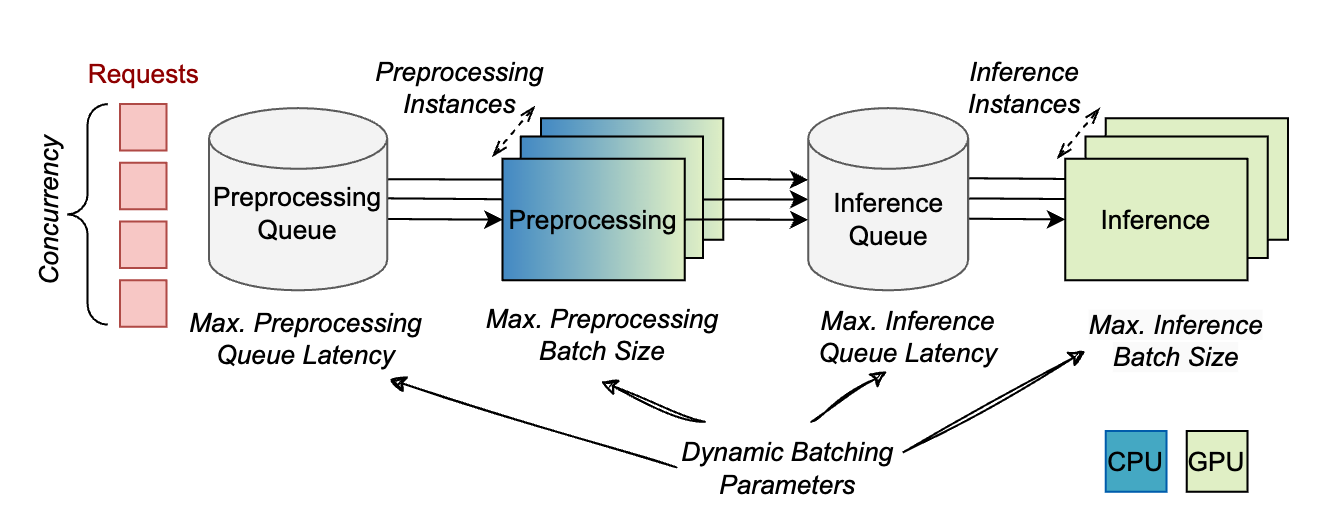 Requests
Concurrency
Preprocessing
Instances
Inference
Instances
Preprocessing
Queue
Preprocessing
Inference
Queue
Inference
Max. Preprocessing
Queue Latency
Max. Preprocessing
Batch Size
Max. Inference
Queue Latency
Max. Inference
Batch Size
Dynamic Batching
Parameters
CPU
GPU